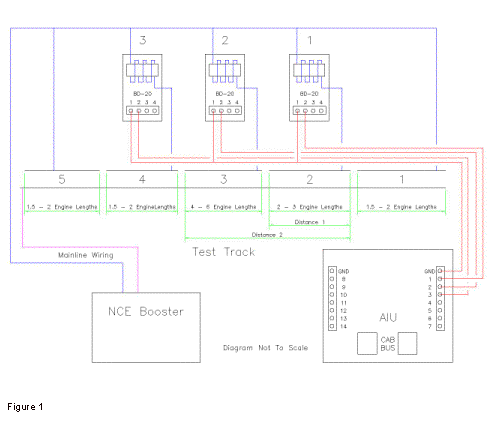 3 2 1
BD-20 BD-20 BD-20
1 2 3 4 1 2 3 4 1 2 3 4
5 4 3 2 1
1.5 - 2 Engine Lengths 1.5 - 2 EngineLengths 4 - 6 Engine Lengths 2 - 3 Engine Lengths 1.5 - 2 Engine Lengths
Distance 1
Distance 2
Mainline Wiring
Test Track
NCE Booster
GND GND
8 1
9 2
10 3
11 4
12 5
13 6
14 7
AIU
CAB
BUS
Diagram Not To Scale
Figure 1